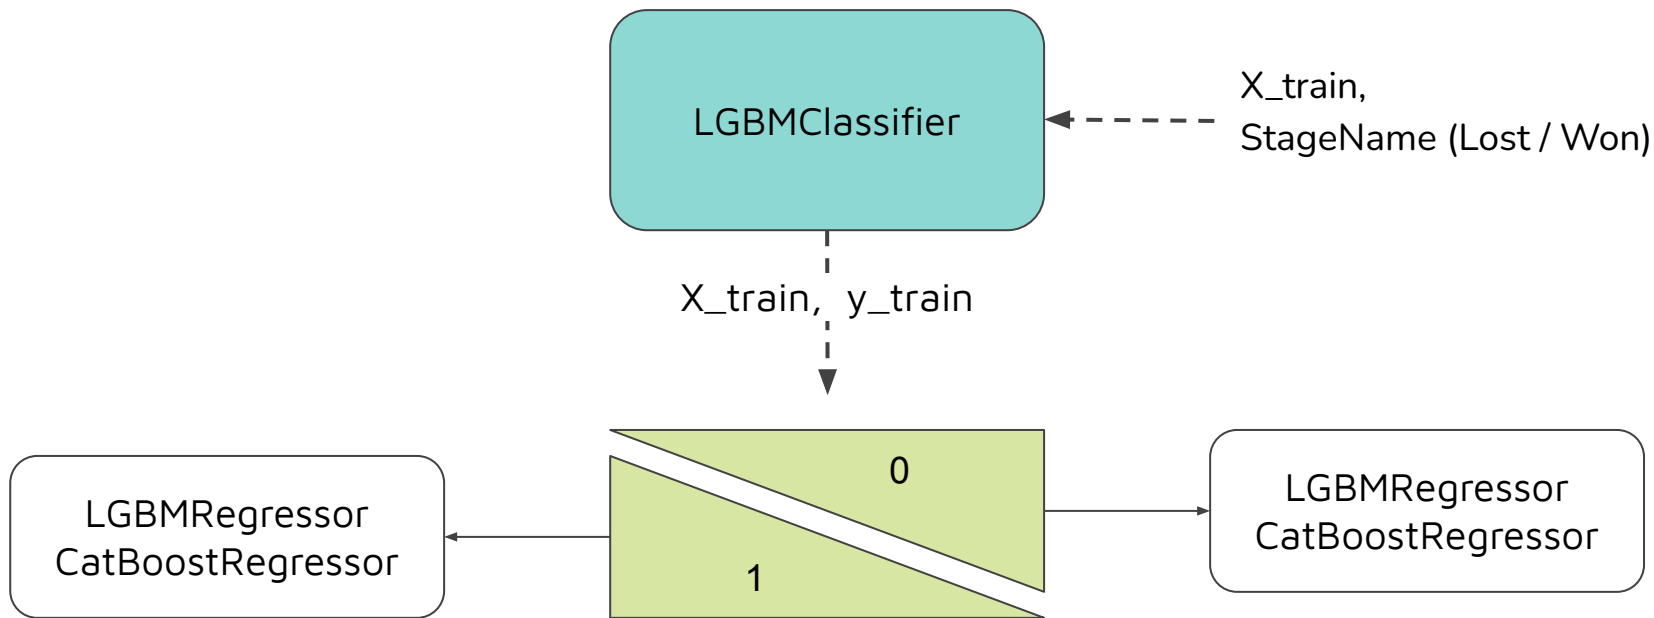 LGBMClassifier
X_train,
StageName (Lost / Won)
X_train, y_train
0
1
LGBMRegressor
CatBoostRegressor
LGBMRegressor
CatBoostRegressor